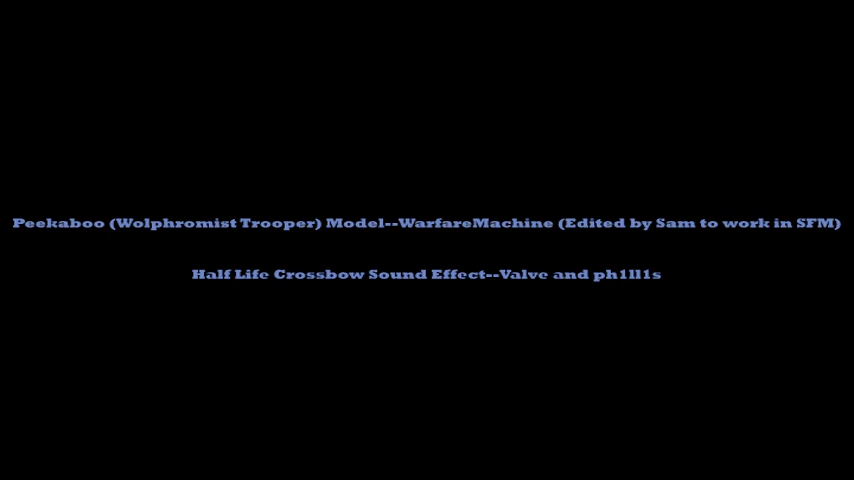 Peekaboo (Wolphromist Trooper) Model--WarfareMachine (Edited by Sam to work in SFM)
Half Life Crossbow Sound Effect--Valve and ph1ll1s